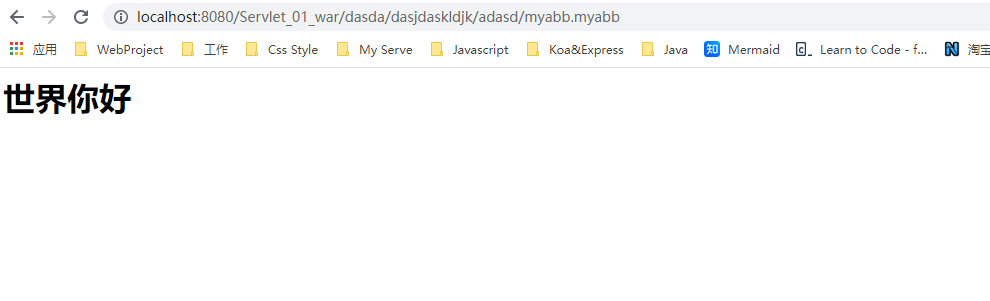 localhost:8080/Servlet_01_war/dasda/dasjdaskldjk/adasd/myabb.myabb
应用 WebProject 工作 Css Style My Serve Javascript Koa&Express Java 知 Mermaid Learn to Code - f... N 淘宝
世界你好